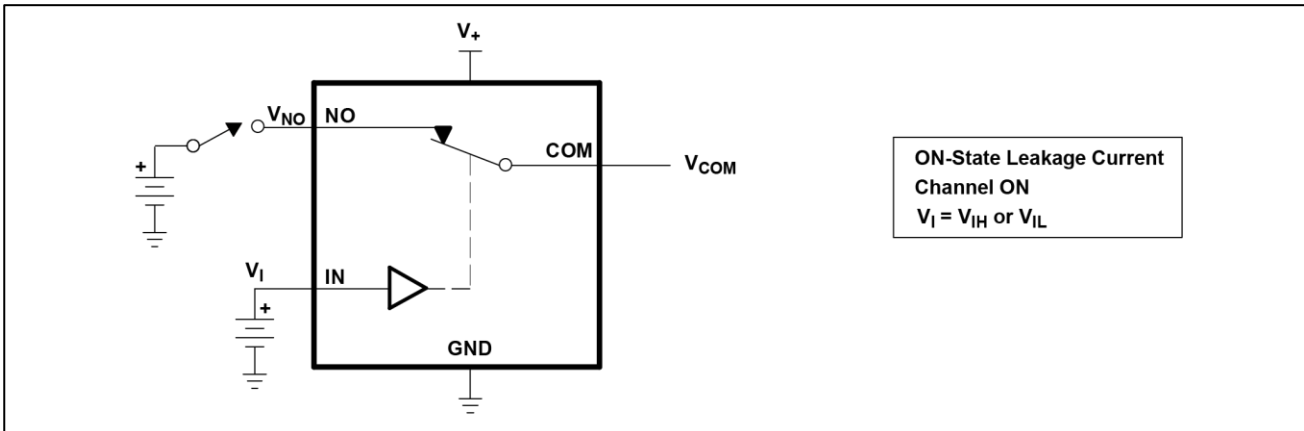 V+
VNO NO
+
COM
VCOM
VI IN
+
GND
ON-State Leakage Current
Channel ON
VI = VIH or VIL